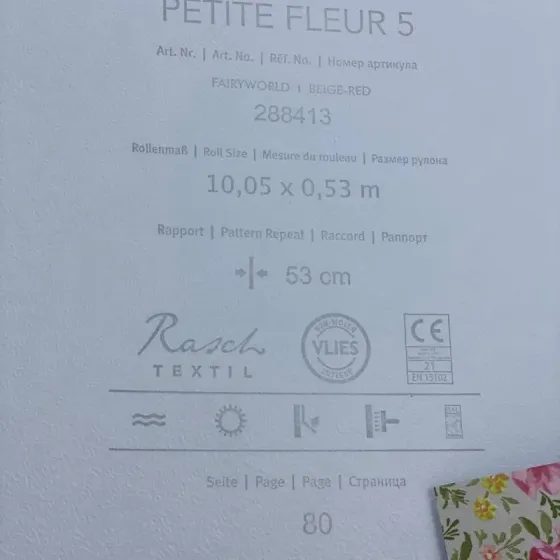 PETITE FLEUR 5
Art. Nr. | Art. No. | Réf. No. | Номер артикула
FAIRYWORLD | BEIGE-RED
288413
Rollenmaß | Roll Size | Mesure du rouleau | Размер рулона
10,05 x 0,53 m
Rapport | Pattern Repeat | Raccord | Раппорт
53 cm
Rasch
TEXTIL
VLIES
CE
21
EN 15102
Seite | Page | Page | Страница
80